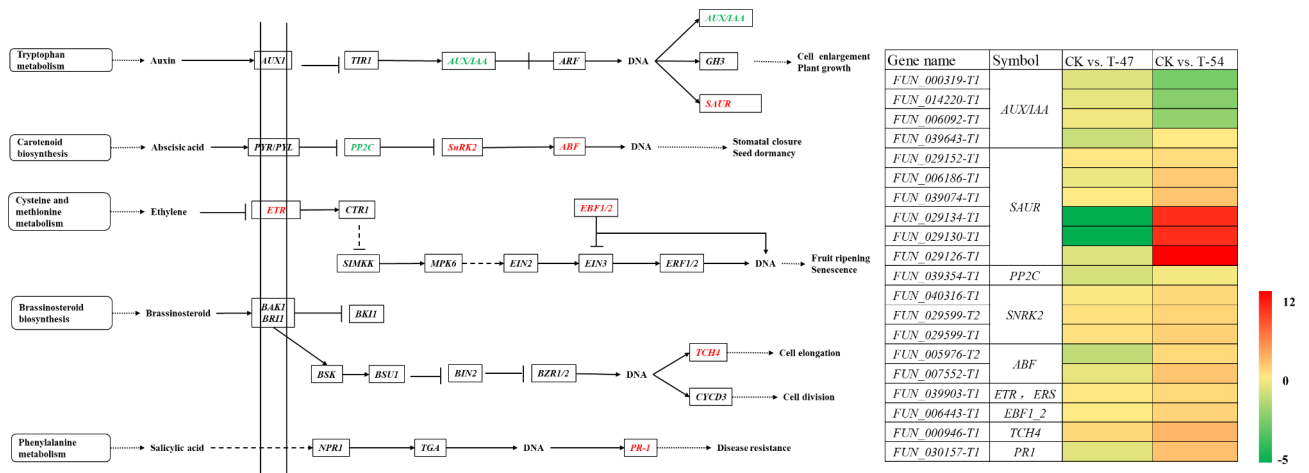 AUX/IAA
Tryptophan
metabolism
Auxin
AUX1
TIR1
AUX/IAA
ARF
DNA
GH3
Cell enlargement
Plant growth
SAUR
Carotenoid
biosynthesis
Abscisic acid
PYR/PYL
PP2C
SnRK2
ABF
DNA
Stomatal closure
Seed dormancy
Cysteine and
methionine
metabolism
Ethylene
ETR
CTR1
EBF1/2
SIMKK
MPK6
EIN2
EIN3
ERF1/2
DNA
Fruit ripening
Senescence
Brassinosteroid
biosynthesis
Brassinosteroid
BAK1
BRI1
BKI1
BSK
BSU1
BIN2
BZR1/2
DNA
TCH4
Cell elongation
CYCD3
Cell division
Phenylalanine
metabolism
Salicylic acid
NPR1
TGA
DNA
PR-1
Disease resistance
Gene name Symbol CK vs. T-47 CK vs. T-54
FUN_000319-T1
FUN_014220-T1
AUX/IAA
FUN_006092-T1
FUN_039643-T1
FUN_029152-T1
FUN_006186-T1
FUN_039074-T1
SAUR
FUN_029134-T1
FUN_029130-T1
FUN_029126-T1
FUN_039354-T1 PP2C
FUN_040316-T1
FUN_029599-T2 SNRK2
FUN_029599-T1
FUN_005976-T2
ABF
FUN_007552-T1
FUN_039903-T1 ETR， ERS
FUN_006443-T1 EBF1_2
FUN_000946-T1 TCH4
FUN_030157-T1 PR1
12
0
-5